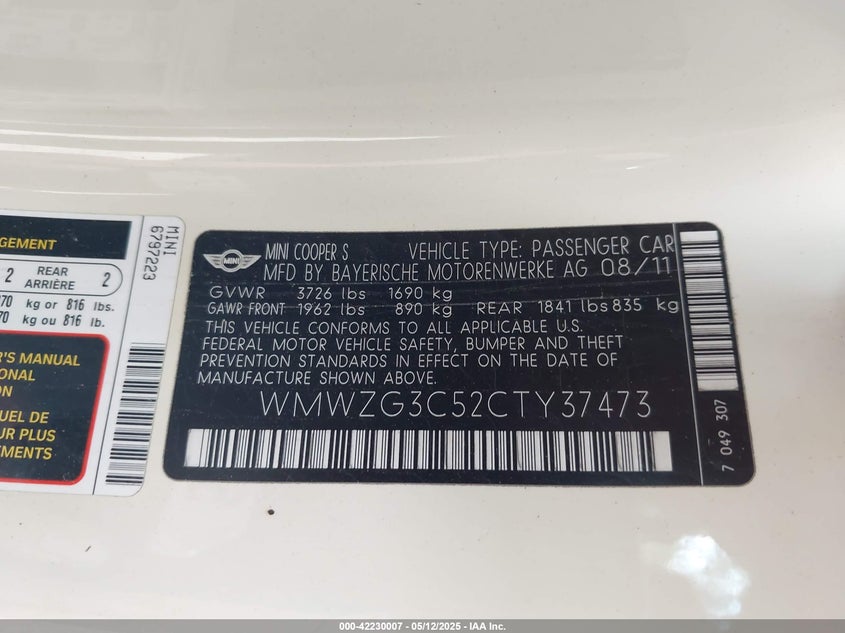 GEMENT
2 REAR ARRIÈRE 2
70 kg or 816 lbs.
70 kg ou 816 lb.
R'S MANUAL
IONAL
ON
UEL DE
UR PLUS
EMENTS
MINI
6797223
MINI
MINI COOPER S VEHICLE TYPE: PASSENGER CAR
MFD BY BAYERISCHE MOTORENWERKE AG 08/11
GVWR 3726 lbs 1690 kg
GAWR FRONT 1962 lbs 890 kg REAR 1841 lbs 835 kg
THIS VEHICLE CONFORMS TO ALL APPLICABLE U.S.
FEDERAL MOTOR VEHICLE SAFETY, BUMPER AND THEFT
PREVENTION STANDARDS IN EFFECT ON THE DATE OF
MANUFACTURE SHOWN ABOVE.
WMWZG3C52CTY37473
7 049 307
000-42230007 - 05/12/2025 - IAA Inc.